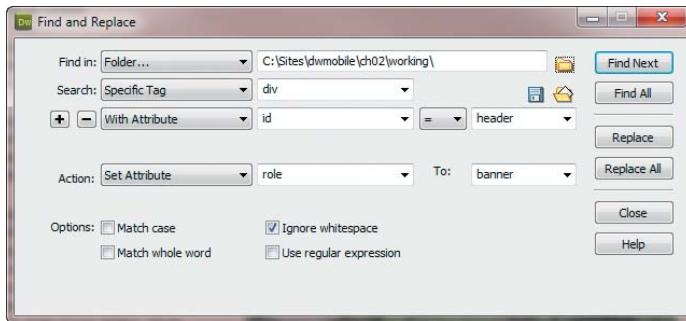 Dw Find and Replace
Find in: Folder... C:\Sites\dwmobile\ch02\working\ Find Next
Search: Specific Tag div Find All
+ - With Attribute id = header
Replace
Action: Set Attribute role To: banner Replace All
Close
Options: Match case Ignore whitespace
Help
Match whole word Use regular expression